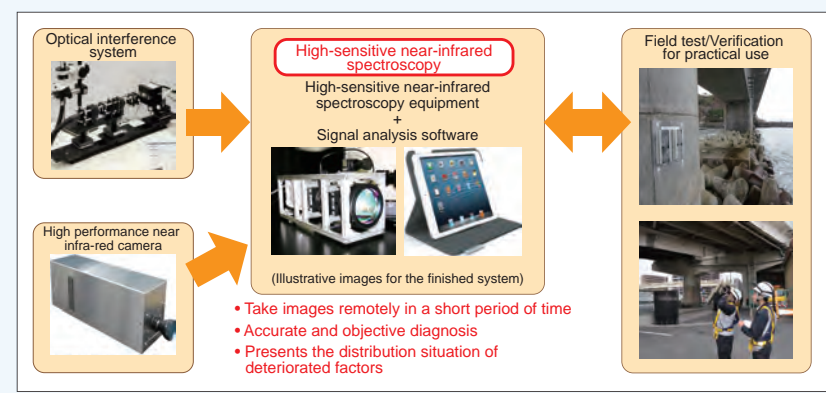 Optical interference
system
High performance near
infra-red camera
High-sensitive near-infrared
spectroscopy
High-sensitive near-infrared
spectroscopy equipment
+
Signal analysis software
(Illustrative images for the finished system)
• Take images remotely in a short period of time
• Accurate and objective diagnosis
• Presents the distribution situation of
deteriorated factors
Field test/Verification
for practical use